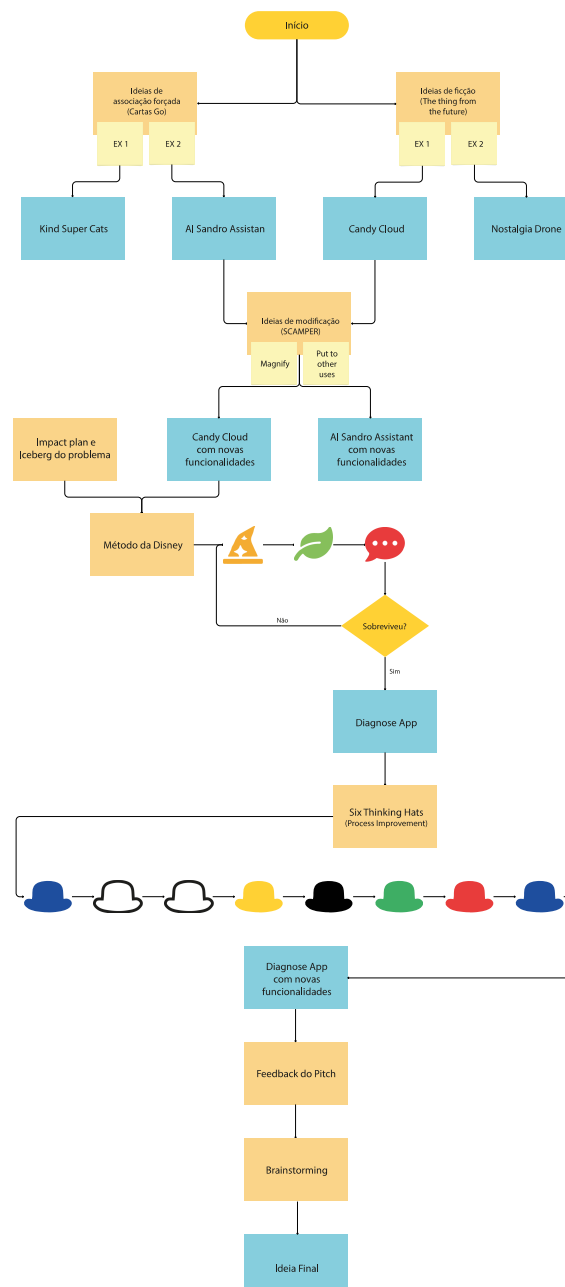 Início
Ideias de
associação forçada
(Cartas Go)
Ideias de ficção
(The thing from
the future)
EX 1
EX 2
EX 1
EX 2
Kind Super Cats
AI Sandro Assistan
Candy Cloud
Nostalgia Drone
Ideias de modificação
(SCAMPER)
Magnify
Put to
other
uses
Impact plan e
Iceberg do problema
Candy Cloud
com novas
funcionalidades
AI Sandro Assistant
com novas
funcionalidades
Método da Disney
Não
Sobreviveu?
Sim
Diagnose App
Six Thinking Hats
(Process Improvement)
Diagnose App
com novas
funcionalidades
Feedback do Pitch
Brainstorming
Ideia Final